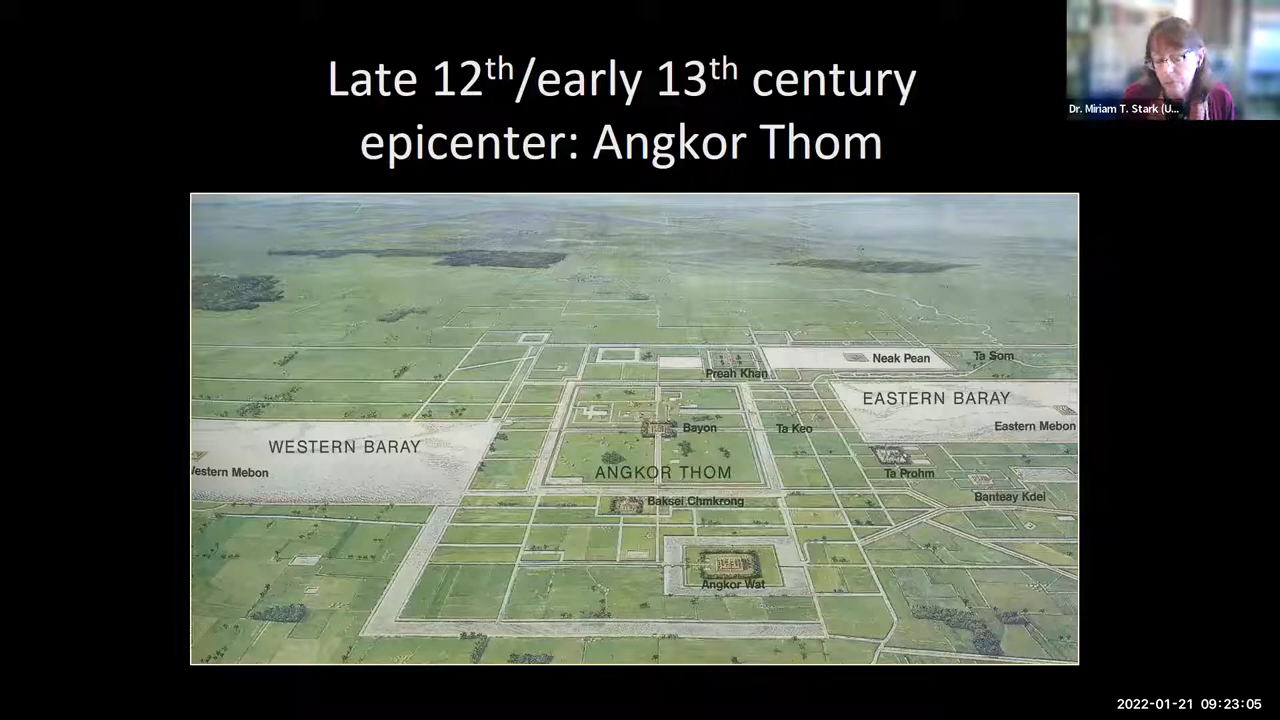 Late 12th/early 13th century
epicenter: Angkor Thom
Dr. Miriam T. Stark (U...
Neak Pean
Ta Som
Preah Khan
EASTERN BARAY
Bayon
Ta Keo
Eastern Mebon
WESTERN BARAY
ANGKOR THOM
Western Mebon
Ta Prohm
Baksei Chmkrong
Banteay Kdei
Angkor Wat
2022-01-21 09:23:05